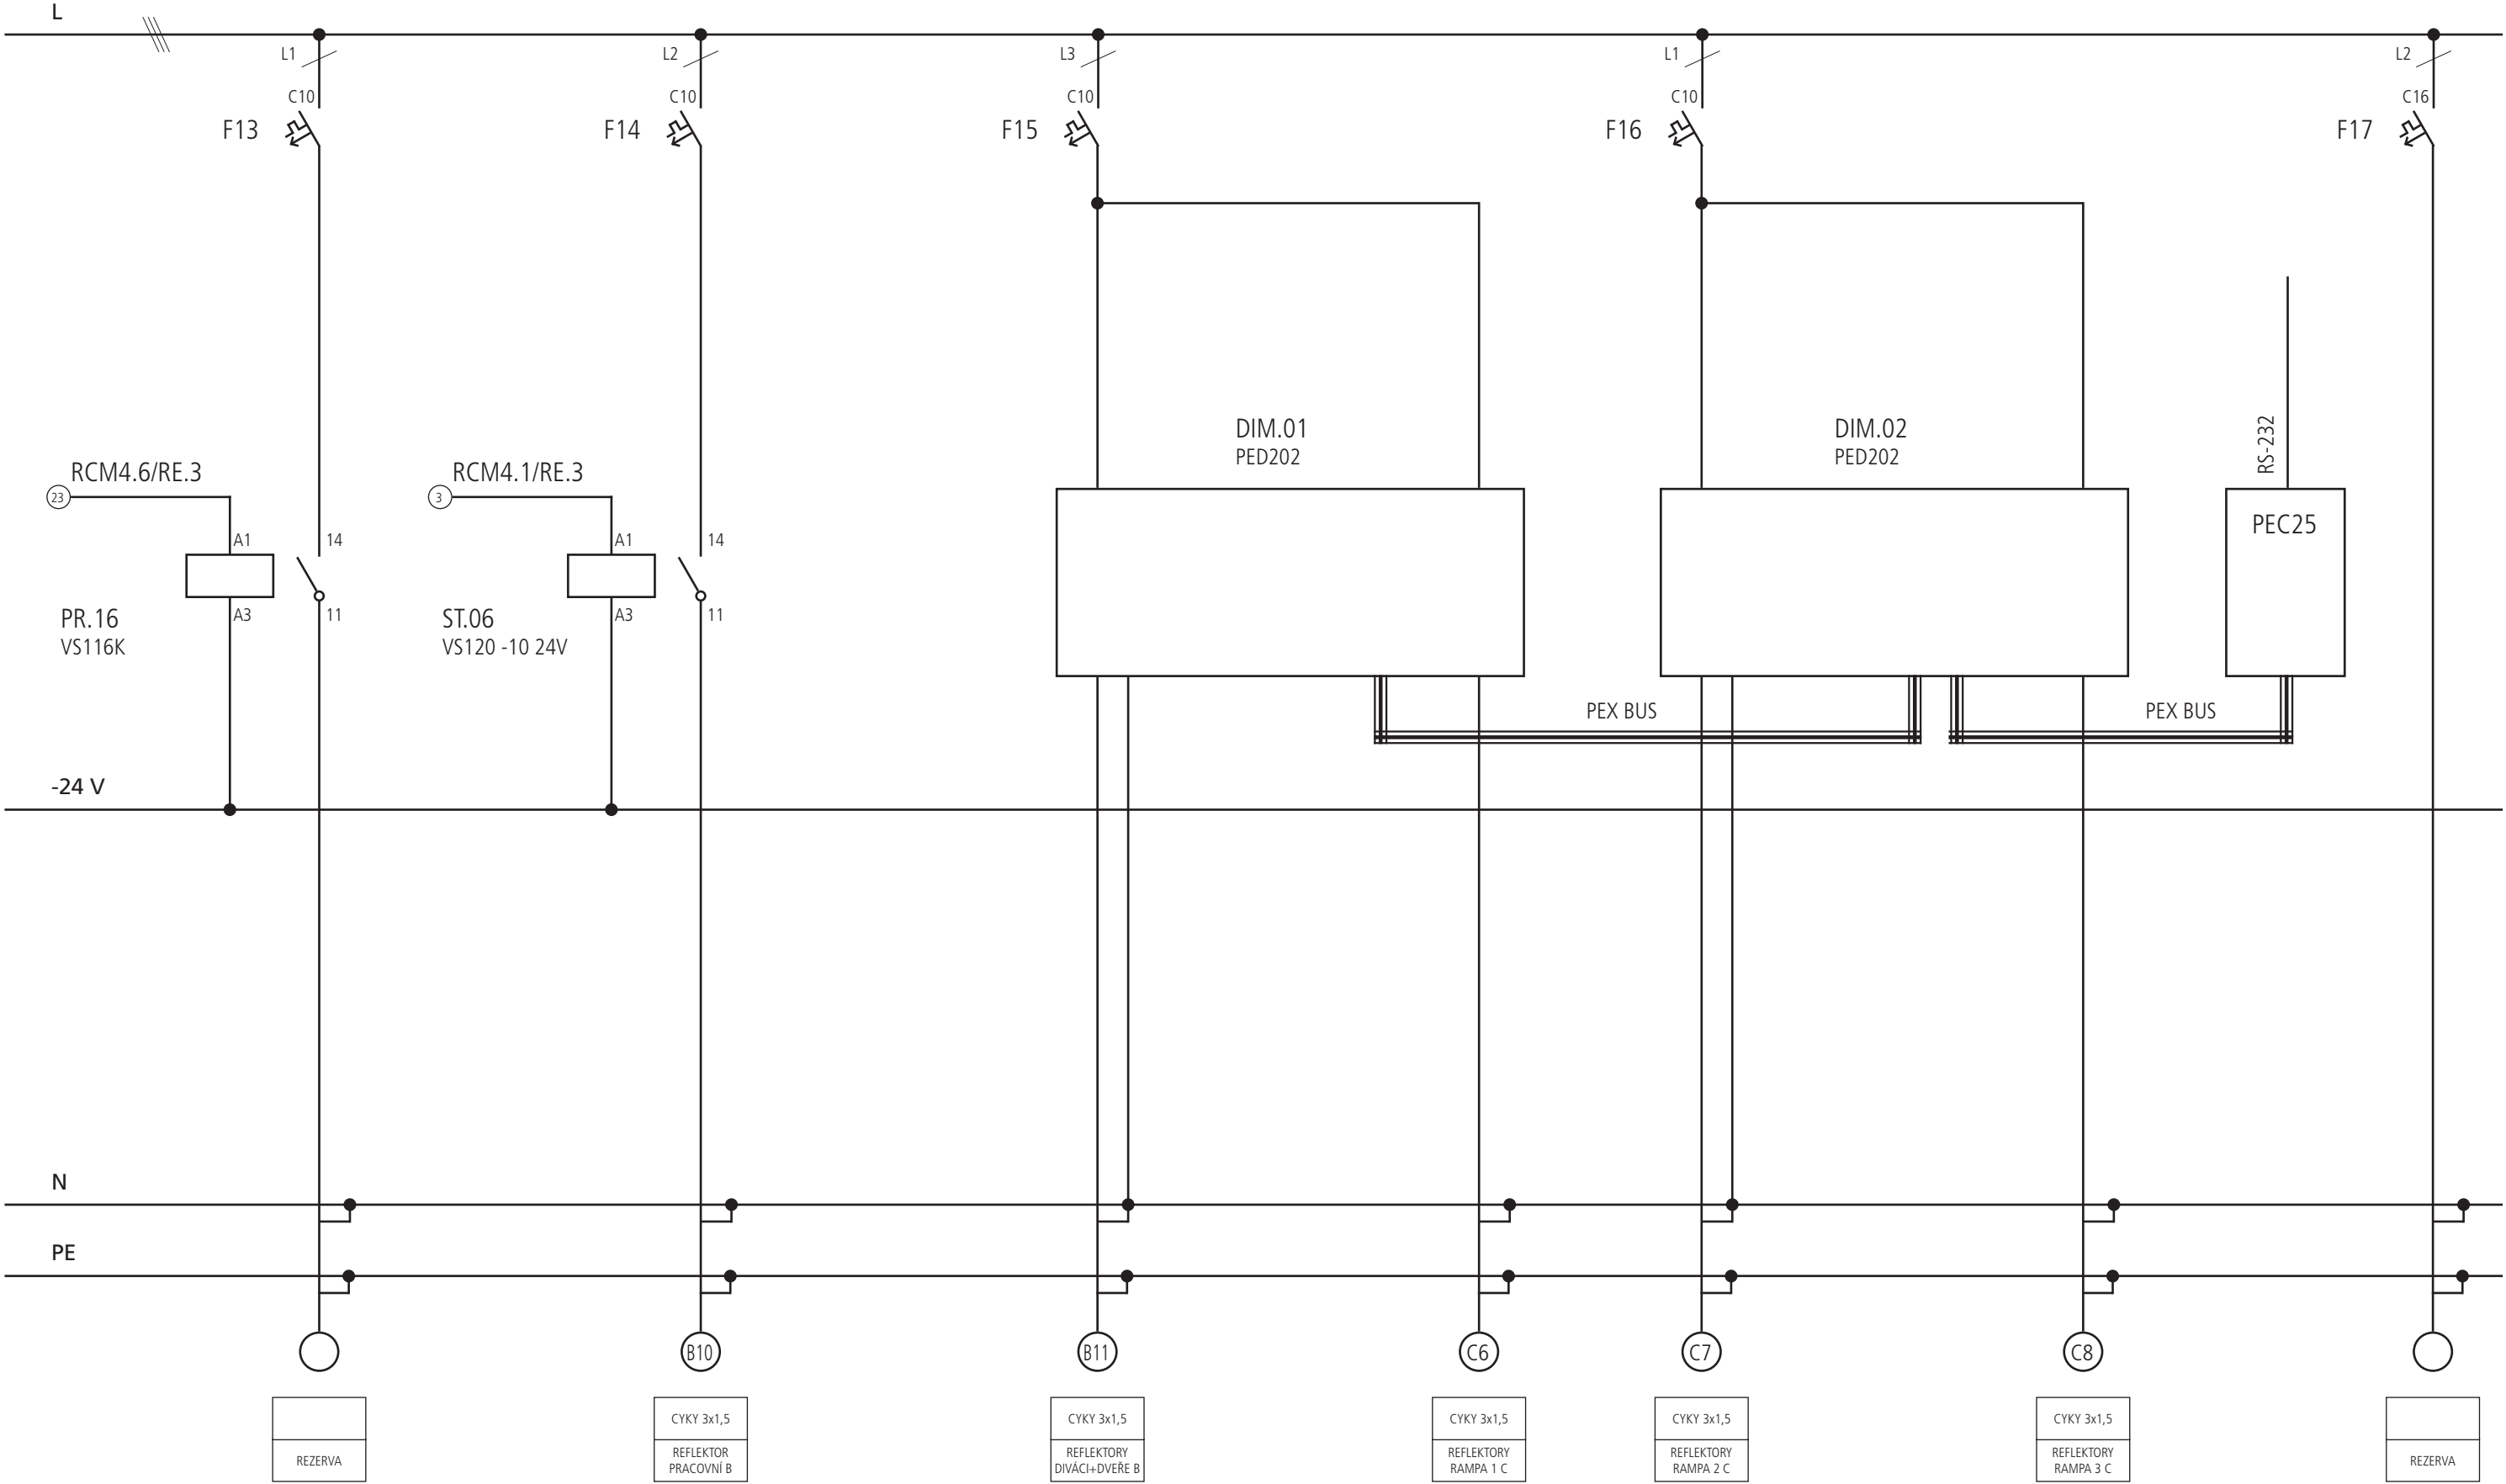 L
L1
L2
L3
L1
L2
C10
C10
C10
C10
C16
F13
F14
F15
F16
F17
RS-232
DIM.01
PED202
DIM.02
PED202
RCM4.6/RE.3
RCM4.1/RE.3
23
3
PEC25
A1
14
A1
14
A3
11
A3
11
PR.16
VS116K
ST.06
VS120 -10 24V
PEX BUS
PEX BUS
-24 V
N
PE
B10
B11
C6
C7
C8
CYKY 3x1,5
CYKY 3x1,5
CYKY 3x1,5
CYKY 3x1,5
CYKY 3x1,5
REZERVA
REFLEKTOR
PRACOVNÍ B
REFLEKTORY
DIVÁCI+DVEŘE B
REFLEKTORY
RAMPA 1 C
REFLEKTORY
RAMPA 2 C
REFLEKTORY
RAMPA 3 C
REZERVA